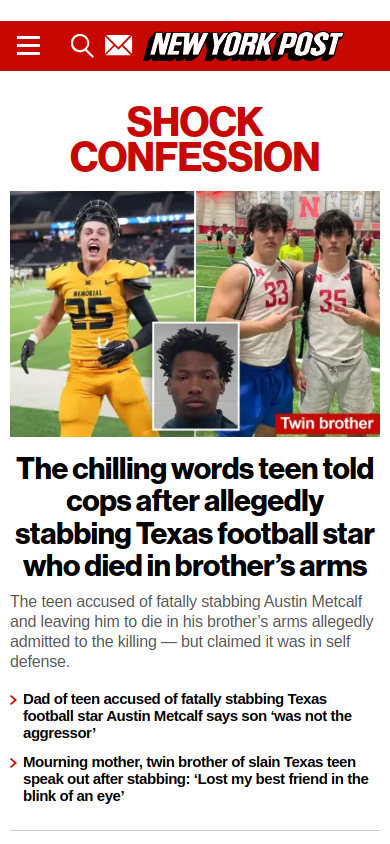 NEW YORK POST
SHOCK
CONFESSION
MEMORIAL
25
N
N
33
N
35
Twin brother
The chilling words teen told
cops after allegedly
stabbing Texas football star
who died in brother’s arms
The teen accused of fatally stabbing Austin Metcalf
and leaving him to die in his brother’s arms allegedly
admitted to the killing — but claimed it was in self
defense.
Dad of teen accused of fatally stabbing Texas
football star Austin Metcalf says son ‘was not the
aggressor’
Mourning mother, twin brother of slain Texas teen
speak out after stabbing: ‘Lost my best friend in the
blink of an eye’